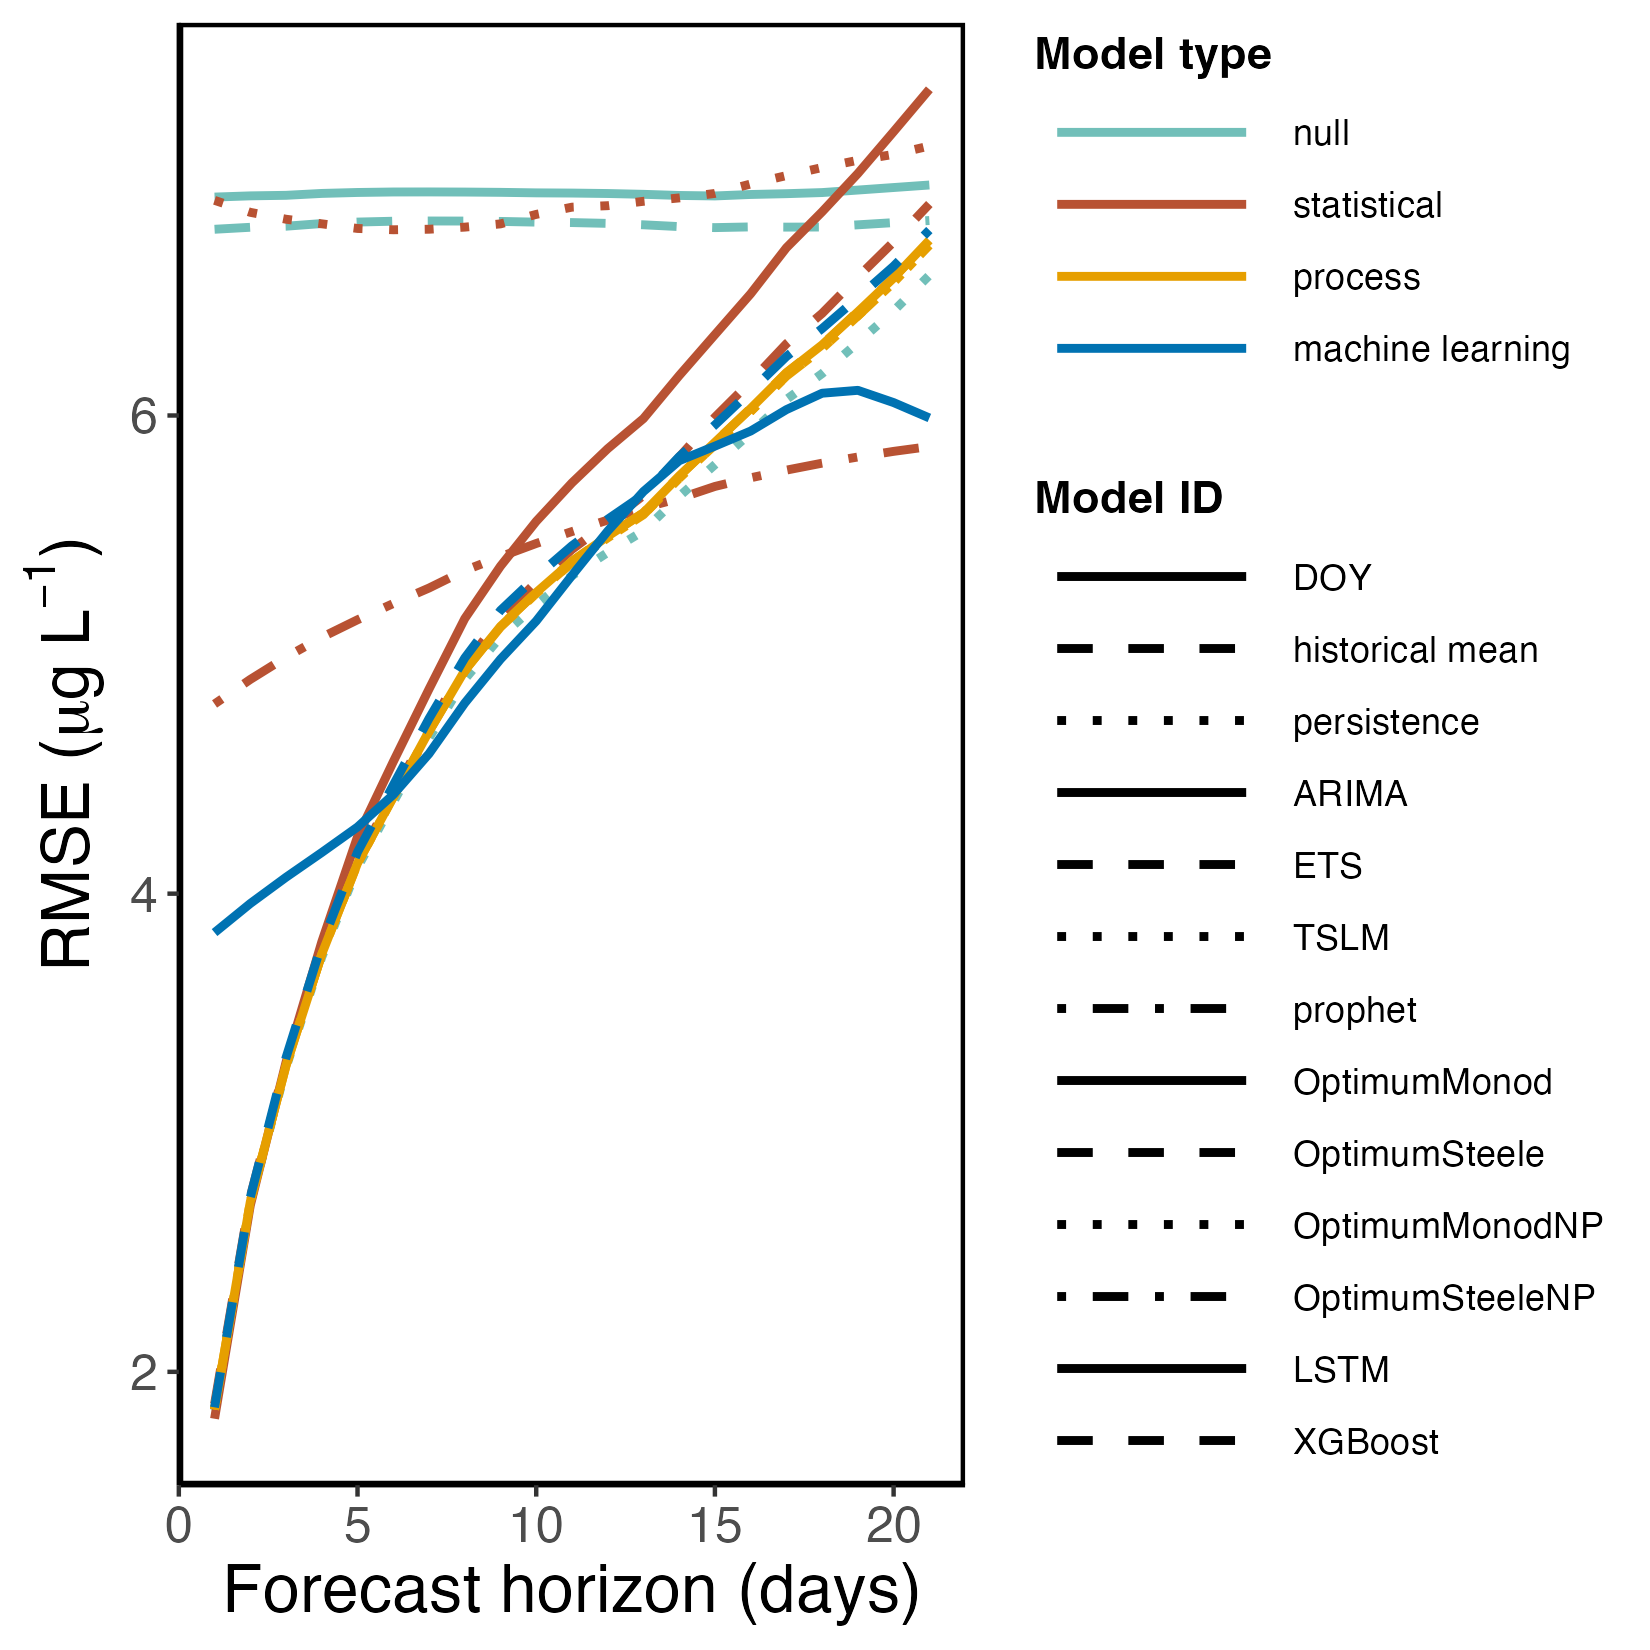 RMSE (μg L⁻¹)
6
4
2
0 5 10 15 20
Forecast horizon (days)
Model type
null
statistical
process
machine learning
Model ID
DOY
historical mean
persistence
ARIMA
ETS
TSLM
prophet
OptimumMonod
OptimumSteele
OptimumMonodNP
OptimumSteeleNP
LSTM
XGBoost